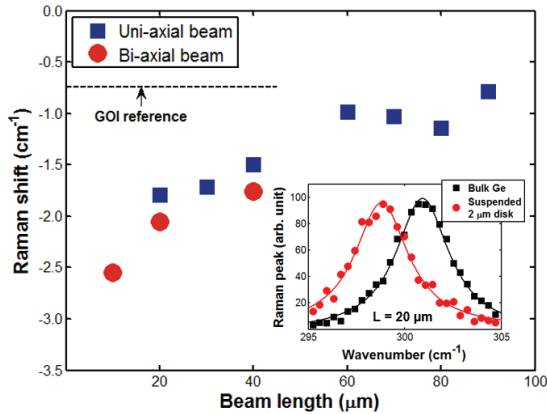 0.0
-0.5
-1.0
-1.5
-2.0
-2.5
-3.0
-3.5
Raman shift (cm-1)
Uni-axial beam
Bi-axial beam
GOI reference
100
80
60
40
20
Raman peak (arb. unit)
Bulk Ge
Suspended
2 μm disk
L = 20 μm
295 300 305
Wavenumber (cm-1)
20 40 60 80 100
Beam length (μm)